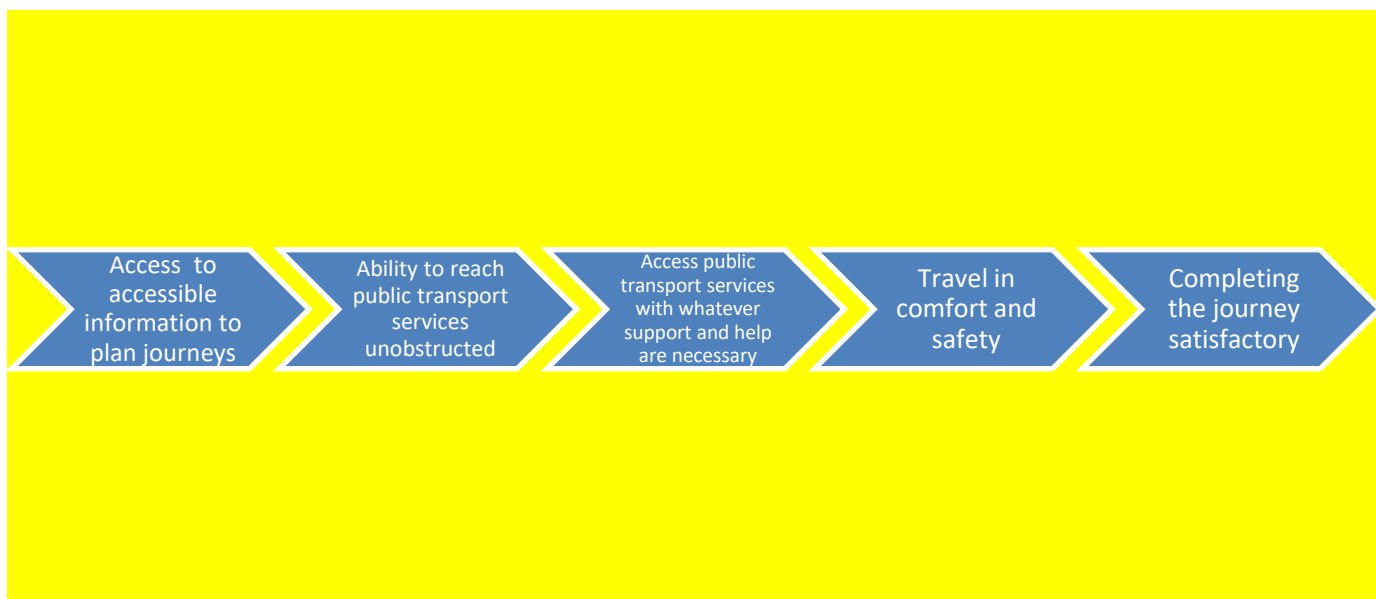 Access to
accessible
information to
plan journeys
Ability to reach
public transport
services
unobstructed
Access public
transport services
with whatever
support and help
are necessary
Travel in
comfort and
safety
Completing
the journey
satisfactory